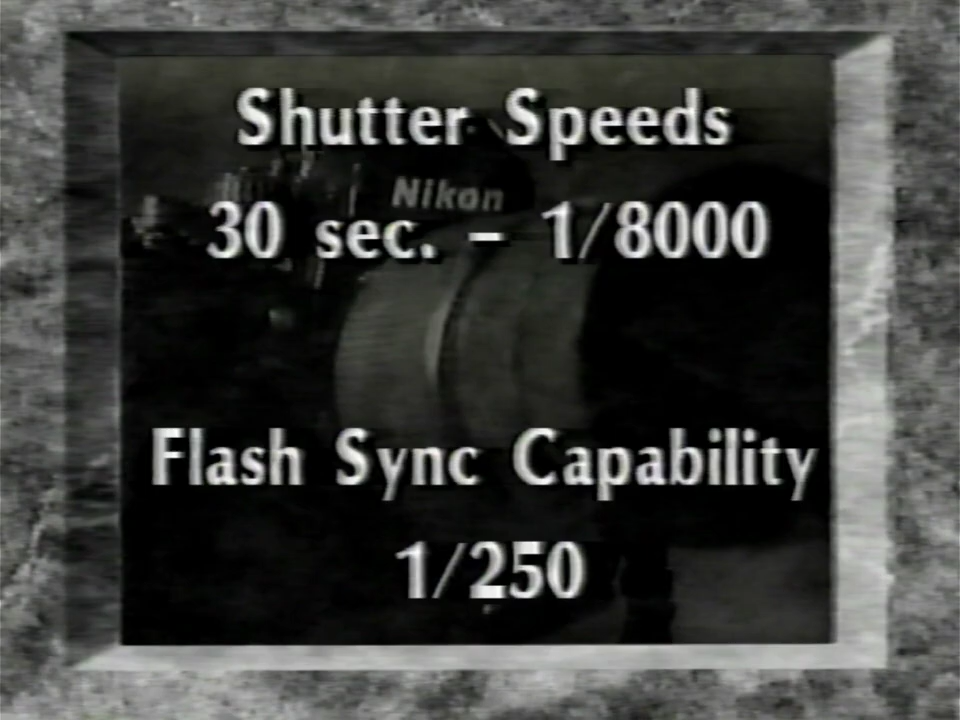 Shutter Speeds
Nikon
30 sec. - 1/8000
Flash Sync Capability
1/250